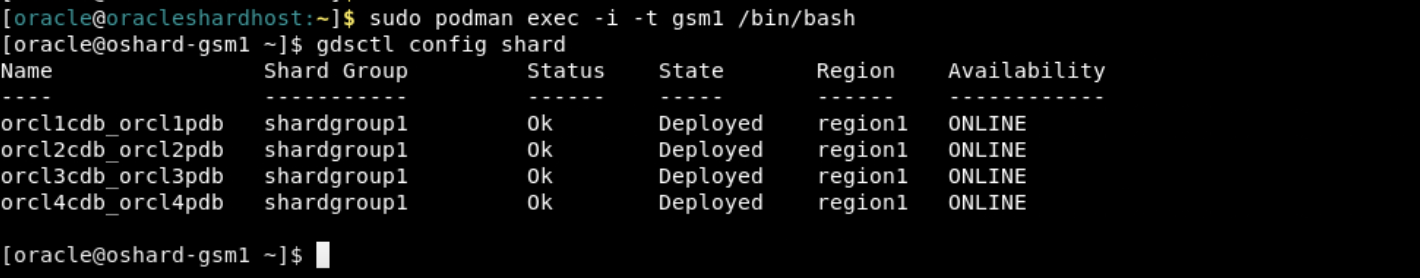 [oracle@oracleshardhost:~]$ sudo podman exec -i -t gsm1 /bin/bash
[oracle@oshard-gsm1 ~]$ gdsctl config shard
Name                Shard Group         Status    State       Region    Availability
----                -----------         ------    -----       ------    ------------
orcl1cdb_orcl1pdb   shardgroup1         Ok        Deployed    region1   ONLINE
orcl2cdb_orcl2pdb   shardgroup1         Ok        Deployed    region1   ONLINE
orcl3cdb_orcl3pdb   shardgroup1         Ok        Deployed    region1   ONLINE
orcl4cdb_orcl4pdb   shardgroup1         Ok        Deployed    region1   ONLINE
[oracle@oshard-gsm1 ~]$